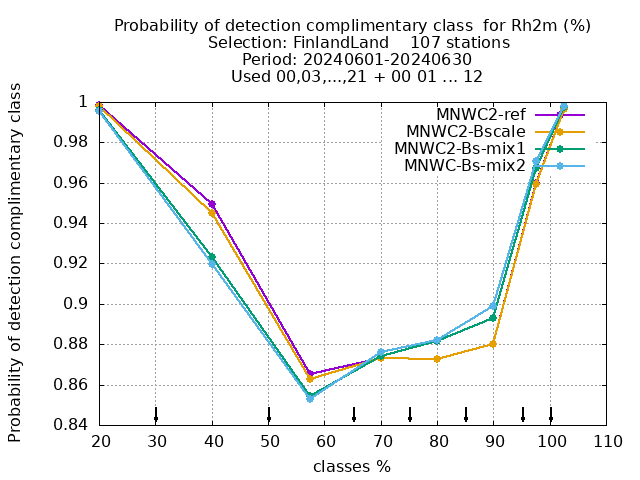 Probability of detection complimentary class  for Rh2m (%)
Selection: FinlandLand    107 stations
Period: 20240601-20240630
Used 00,03,...,21 + 00 01 ... 12
Probability of detection complimentary class
1
0.98
0.96
0.94
0.92
0.9
0.88
0.86
0.84
MNWC2-ref
MNWC2-Bscale
MNWC2-Bs-mix1
MNWC-Bs-mix2
20 30 40 50 60 70 80 90 100 110
classes %